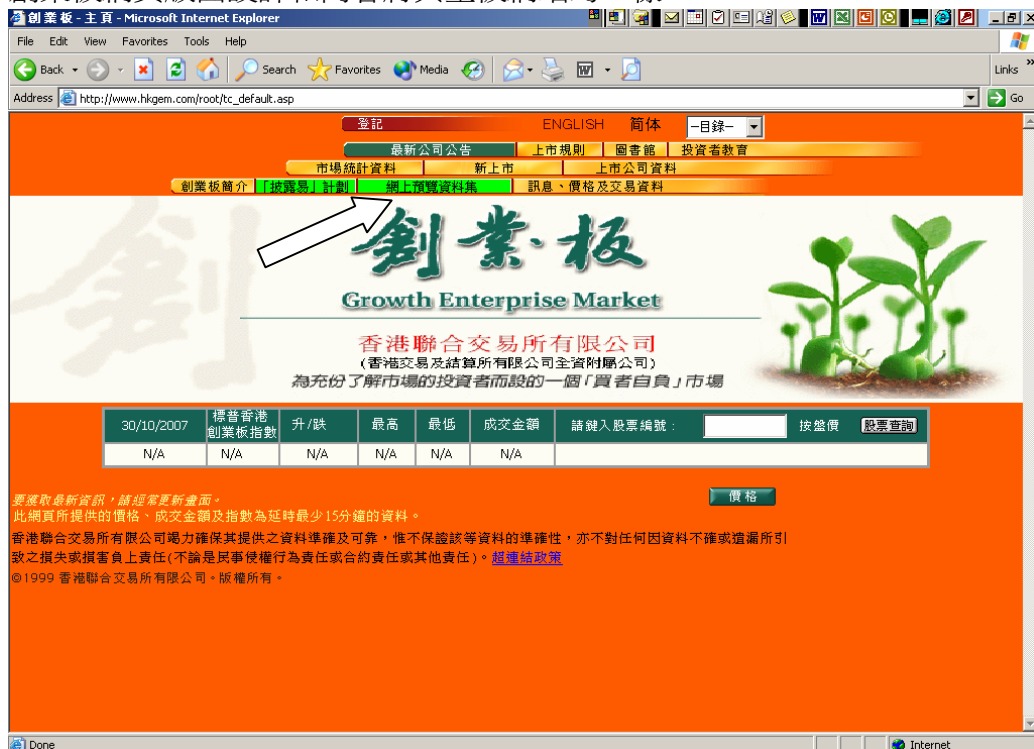 創業板 - 主頁 - Microsoft Internet Explorer
File Edit View Favorites Tools Help
Back Search Favorites Media
Links
Address http://www.hkgem.com/root/tc_default.asp Go
登記 ENGLISH 简体 –目錄–
最新公司公告 上市規則 圖書館 投資者教育
市場統計資料 新上市 上市公司資料
創業板簡介 「披露易」計劃 網上預覽資料集 訊息、價格及交易資料
創業板
Growth Enterprise Market
香港聯合交易所有限公司
(香港交易及結算所有限公司全資附屬公司)
為充份了解市場的投資者而設的一個「買者自負」市場
30/10/2007 標普香港創業板指數 升/跌 最高 最低 成交金額 請鍵入股票編號 : 按盤價 股票查詢
N/A N/A N/A N/A N/A N/A
要獲取最新資訊，請經常更新畫面。
價格
此網頁所提供的價格、成交金額及指數為延時最少15分鐘的資料。
香港聯合交易所有限公司竭力確保其提供之資料準確及可靠，惟不保證該等資料的準確性，亦不對任何因資料不確或遺漏所引
致之損失或損害負上責任(不論是民事侵權行為責任或合約責任或其他責任)。超連結政策
©1999 香港聯合交易所有限公司。版權所有。
Done Internet